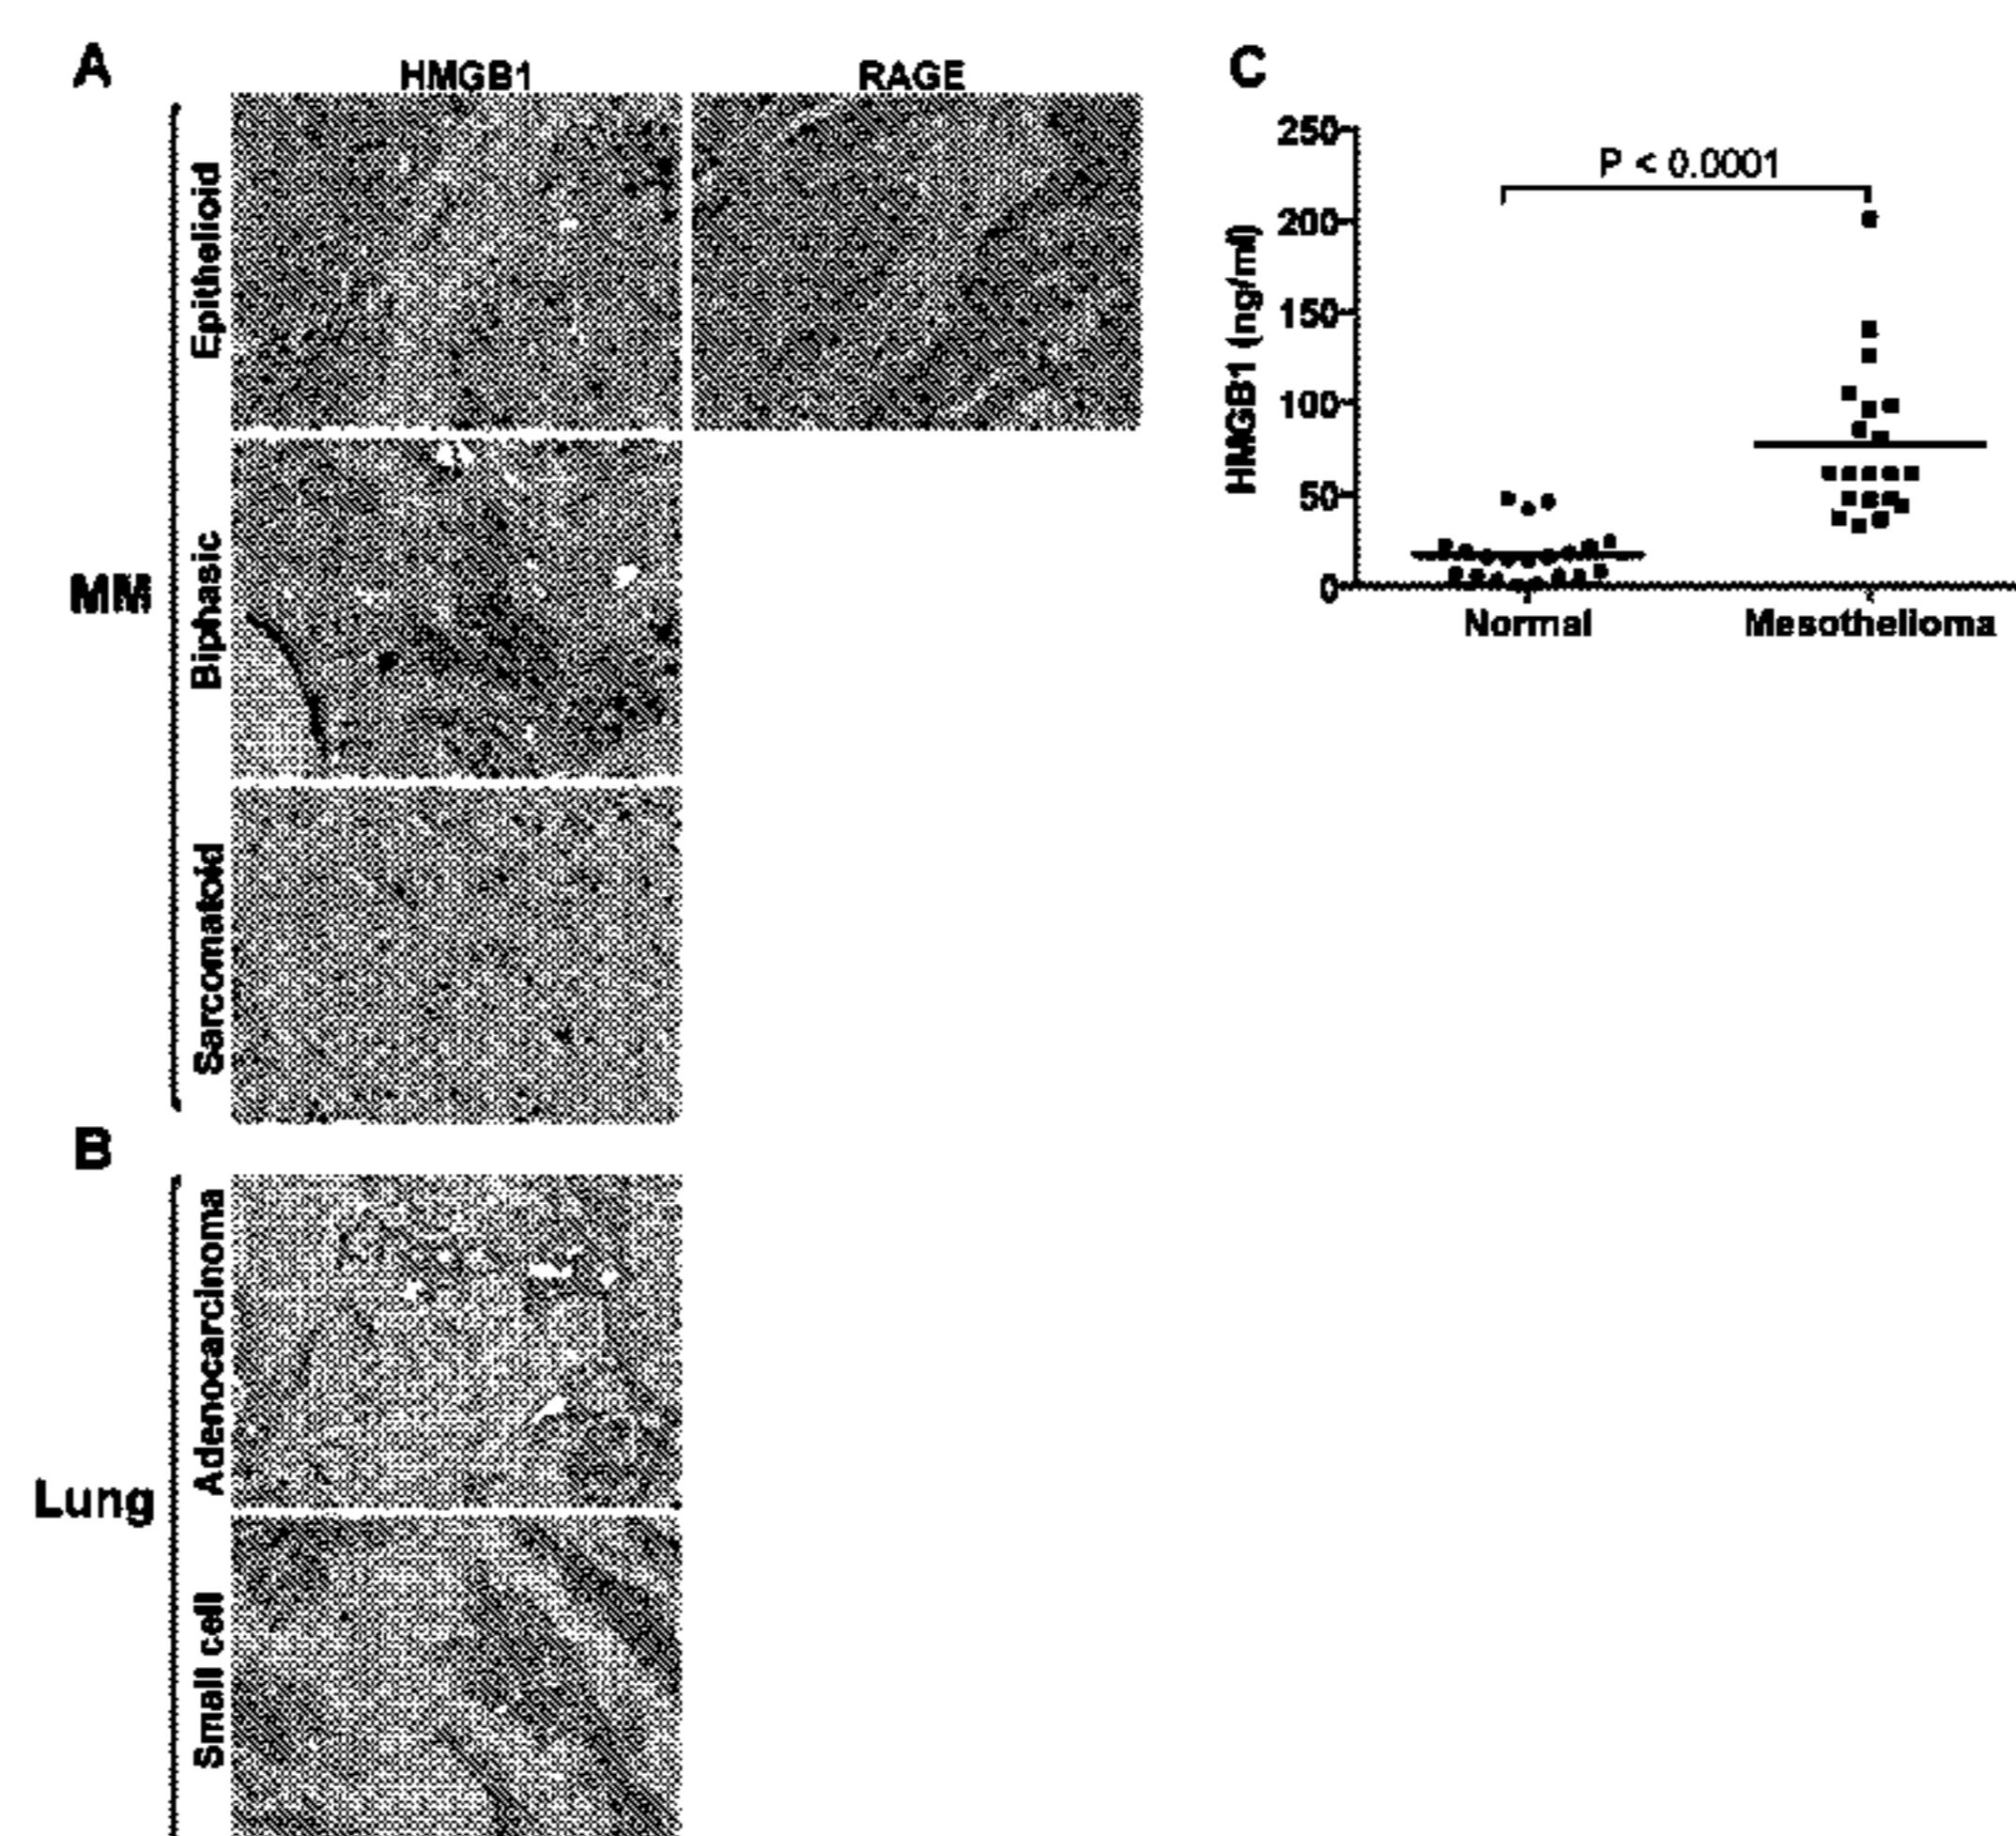 A
HMGB1
RAGE
MM
Epithelioid
Biphasic
Sarcomatoid
B
Lung
Adenocarcinoma
Small cell
C
P < 0.0001
HMGB1 (ng/ml)
250
200
150
100
50
0
Normal
Mesothelioma